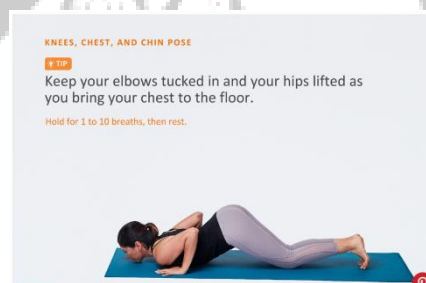 KNEES, CHEST, AND CHIN POSE
TIP
Keep your elbows tucked in and your hips lifted as
you bring your chest to the floor.
Hold for 1 to 10 breaths, then rest.